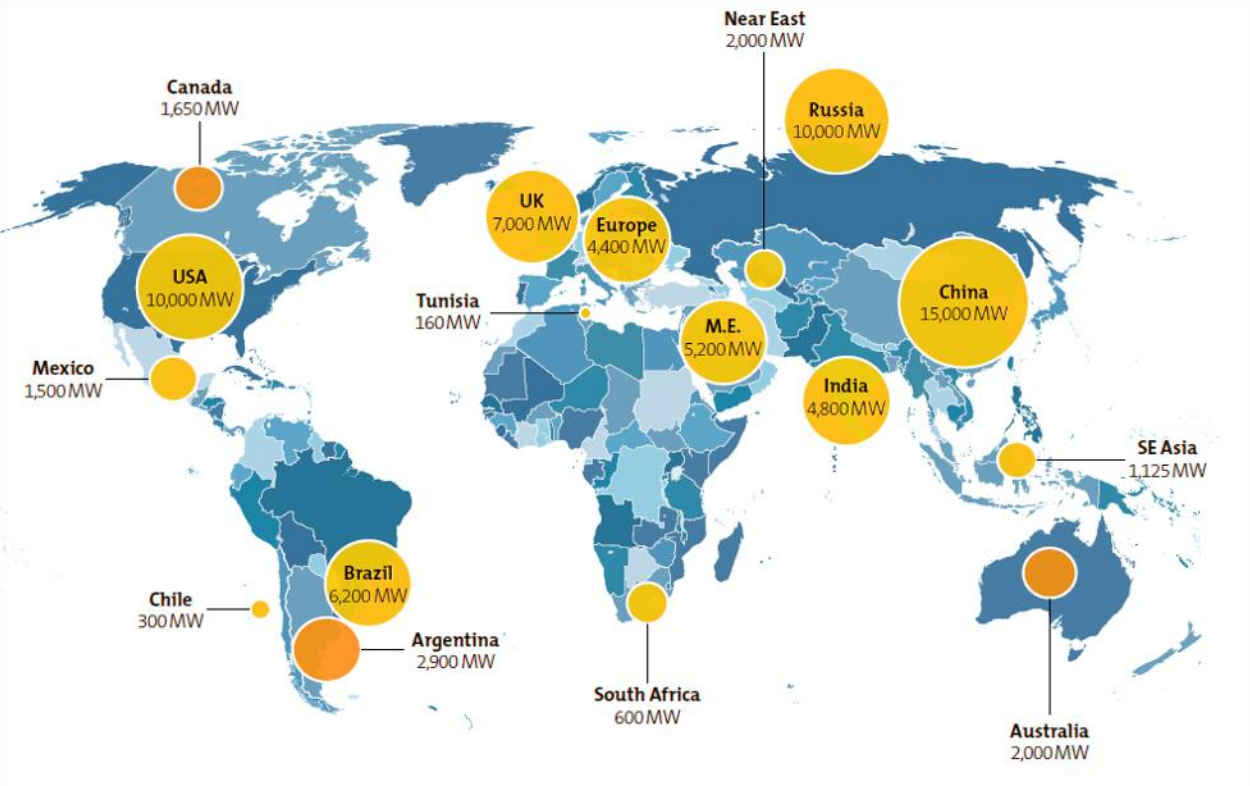 Near East
2,000 MW
Canada
1,650 MW
Russia
10,000 MW
UK
7,000 MW
Europe
4,400 MW
USA
10,000 MW
Tunisia
160 MW
China
15,000 MW
M.E.
5,200 MW
Mexico
1,500 MW
India
4,800 MW
SE Asia
1,125 MW
Brazil
6,200 MW
Chile
300 MW
Argentina
2,900 MW
South Africa
600 MW
Australia
2,000 MW